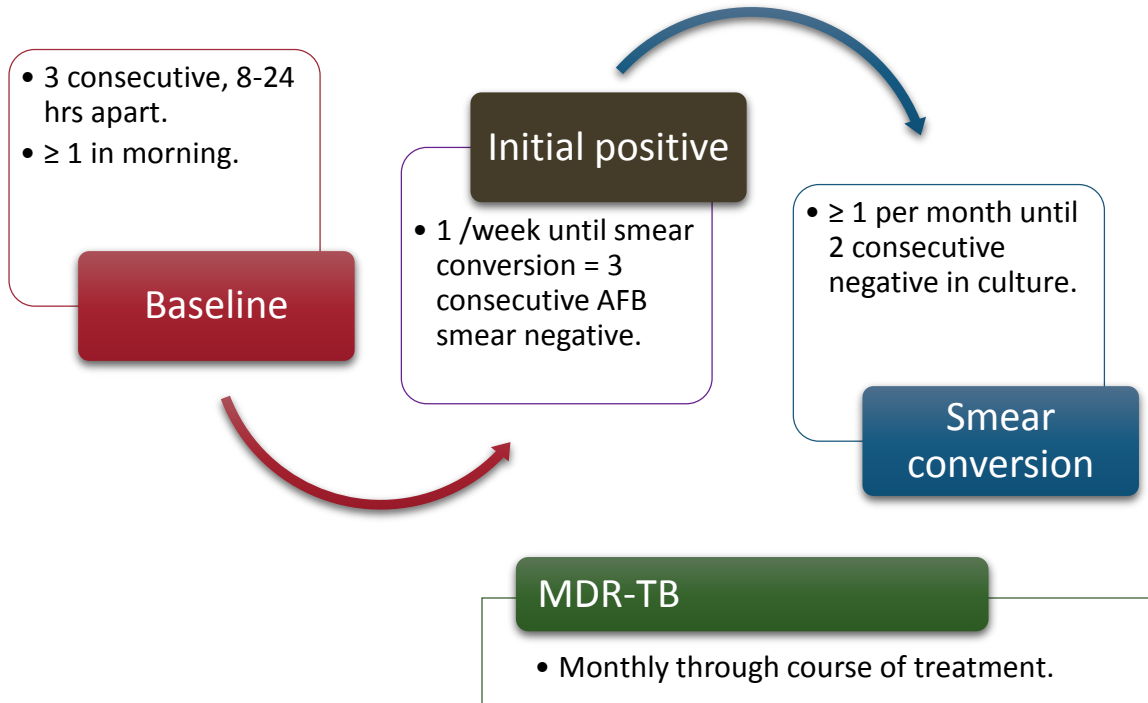 • 3 consecutive, 8-24
hrs apart.
• ≥ 1 in morning.
Baseline
Initial positive
• 1 /week until smear
conversion = 3
consecutive AFB
smear negative.
• ≥ 1 per month until
2 consecutive
negative in culture.
Smear
conversion
MDR-TB
• Monthly through course of treatment.